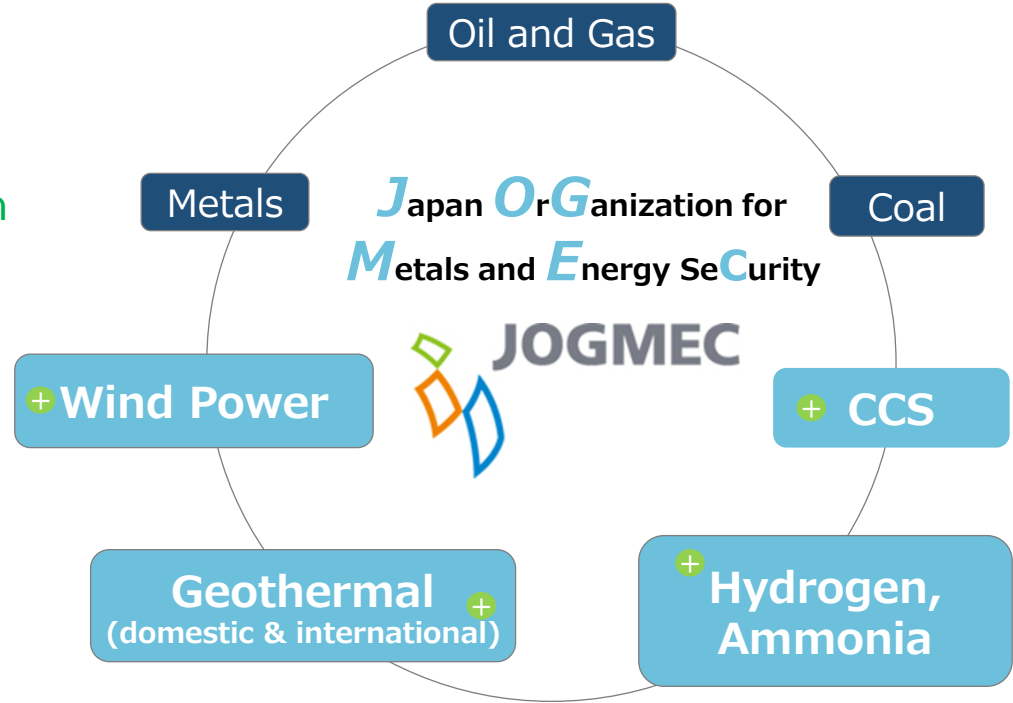 Oil and Gas
Metals
Coal
Japan OrGanization for
Metals and Energy SeCurity
JOGMEC
+ Wind Power
+ CCS
Geothermal +
(domestic & international)
+ Hydrogen,
Ammonia